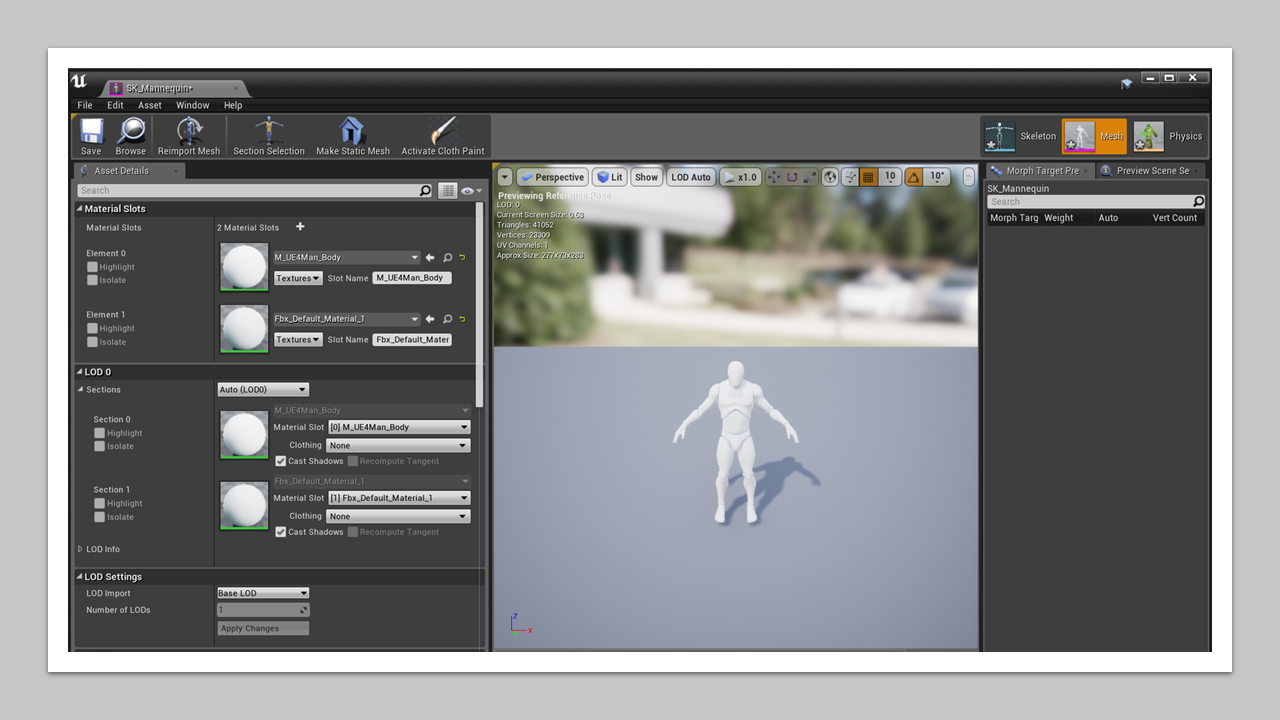 SK_Mannequin•
File Edit Asset Window Help
Save Browse Reimport Mesh Section Selection Make Static Mesh Activate Cloth Paint
Skeleton Mesh Physics
Asset Details
Search
Material Slots
Material Slots 2 Material Slots
Element 0
Highlight
Isolate
M_UE4Man_Body
Textures Slot Name M_UE4Man_Body
Element 1
Highlight
Isolate
Fbx_Default_Material_1
Textures Slot Name Fbx_Default_Mater
LOD 0
Sections Auto (LOD0)
Section 0
Highlight
Isolate
M_UE4Man_Body
Material Slot [0] M_UE4Man_Body
Clothing None
Cast Shadows Recompute Tangent
Section 1
Highlight
Isolate
Fbx_Default_Material_1
Material Slot [1] Fbx_Default_Material_1
Clothing None
Cast Shadows Recompute Tangent
LOD Info
LOD Settings
LOD Import Base LOD
Number of LODs 1
Apply Changes
Perspective Lit Show LOD Auto x1.0 10 10°
Previewing Reference Pose
LOD: 0
Current Screen Size: 0.63
Triangles: 41052
Vertices: 23309
UV Channels: 1
Approx Size: 277x73x283
Z
X
Morph Target Pre Preview Scene Se
SK_Mannequin
Search
Morph Targ Weight Auto Vert Count